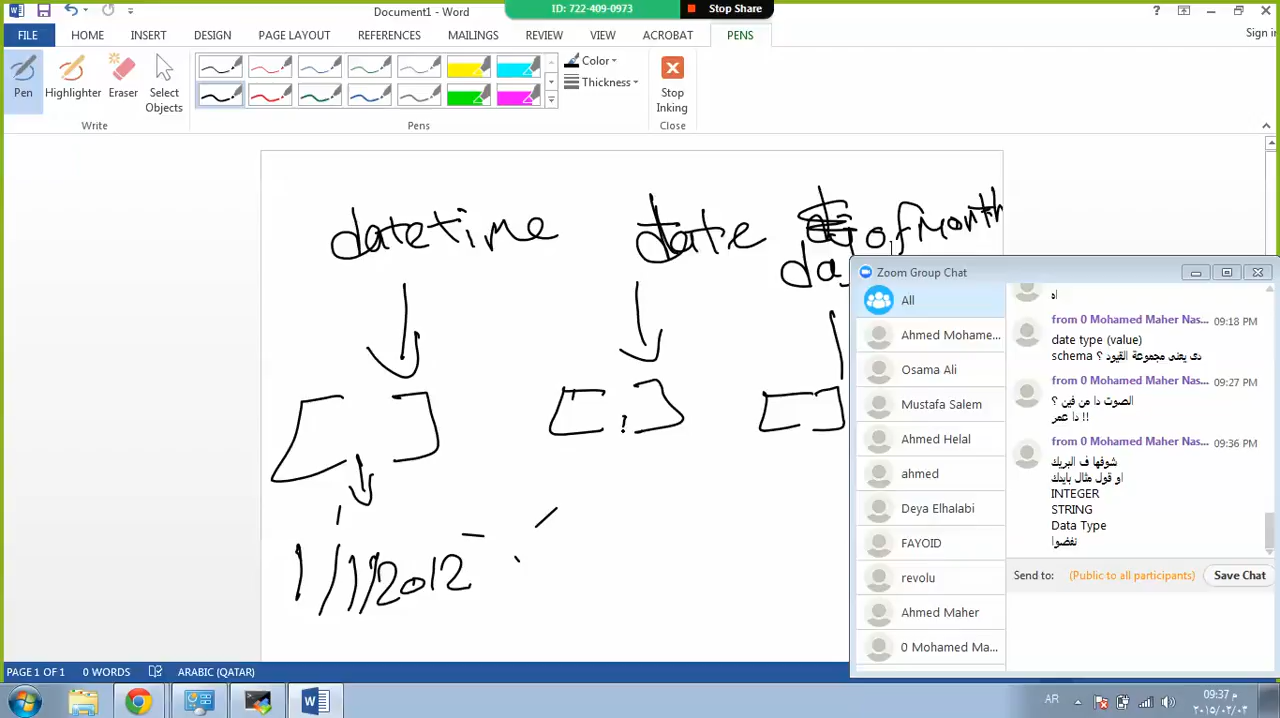 Document1 - Word
ID: 722-409-0973
Stop Share
Sign in
FILE
HOME
INSERT
DESIGN
PAGE LAYOUT
REFERENCES
MAILINGS
REVIEW
VIEW
ACROBAT
PENS
Pen
Highlighter
Eraser
Select Objects
Color
Thickness
Stop Inking
Write
Pens
Close
datetime
date
of month
da
1/1/2012
Zoom Group Chat
All
Ahmed Mohame...
Osama Ali
Mustafa Salem
Ahmed Helal
ahmed
Deya Elhalabi
FAYOID
revolu
Ahmed Maher
0 Mohamed Ma...
اه
from 0 Mohamed Maher Nas... 09:18 PM
date type (value)
دى يعنى مجموعة القيود ؟ schema
from 0 Mohamed Maher Nas... 09:27 PM
الصوت دا من فين ؟
دا عمر !!
from 0 Mohamed Maher Nas... 09:36 PM
شوفها ف البريك
او قول مثال بايدك
INTEGER
STRING
Data Type
نفضوا
Send to:
(Public to all participants)
Save Chat
PAGE 1 OF 1
0 WORDS
ARABIC (QATAR)
AR
09:37 م
٢٠١٥/٠٢/٠٣